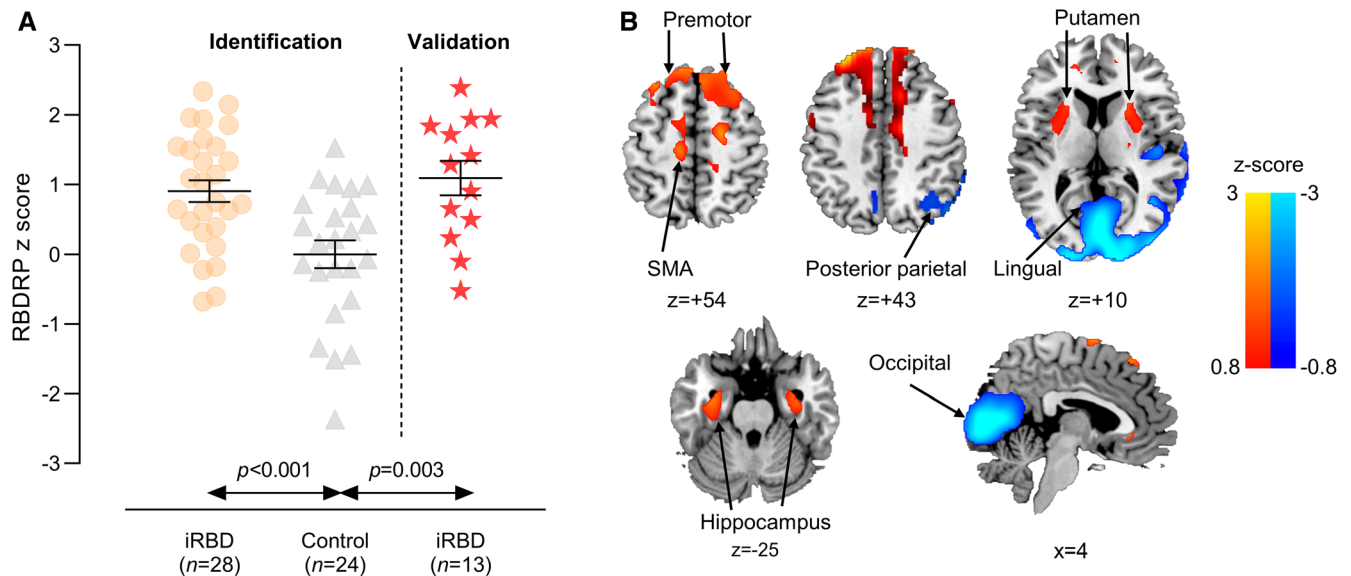 A
Identification
Validation
RBDRP z score
3
2
1
0
-1
-2
-3
p<0.001
p=0.003
iRBD
(n=28)
Control
(n=24)
iRBD
(n=13)
B
Premotor
Putamen
SMA
Posterior parietal
Lingual
z=+54
z=+43
z=+10
z-score
3
-3
0.8
-0.8
Occipital
Hippocampus
z=-25
x=4